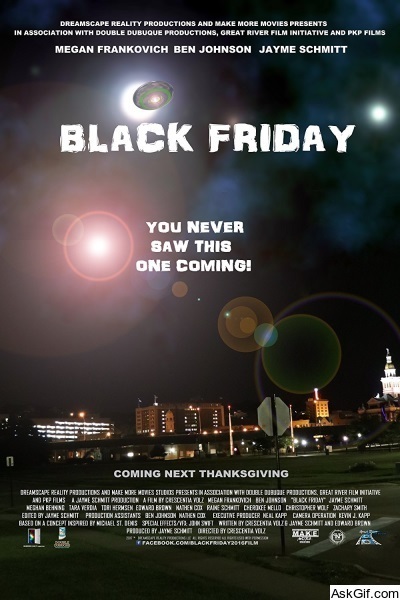 DREAMSCAPE REALITY PRODUCTIONS AND MAKE MORE MOVIES PRESENTS
IN ASSOCIATION WITH DOUBLE DUBUQUE PRODUCTIONS, GREAT RIVER FILM INITIATIVE AND PKP FILMS
MEGAN FRANKOVICH BEN JOHNSON JAYME SCHMITT
BLACK FRIDAY
YOU NEVER
SAW THIS
ONE COMING!
COMING NEXT THANKSGIVING
DREAMSCAPE REALITY PRODUCTIONS AND MAKE MORE MOVIES STUDIOS PRESENTS IN ASSOCIATION WITH DOUBLE DUBUQUE PRODUCTIONS, GREAT RIVER FILM INITIATIVE
AND PKP FILMS A JAYME SCHMITT PRODUCTION A FILM BY CRESCENTIA VOLZ MEGAN FRANKOVICH BEN JOHNSON "BLACK FRIDAY" JAYME SCHMITT
MEGHAN BENNING TARA VERDIA TORI HERMSEN EDWARD BROWN NATHEN COX RAINE SCHMITT CHEROKEE MELLO CHRISTOPHER WOLF ZACHARY SMITH
EDITED BY JAYME SCHMITT PRODUCTION ASSISTANTS BEN JOHNSON NATHEN COX EXECUTIVE PRODUCER NEAL KAPP CAMERA OPERATION KEVIN J. KAPP
BASED ON A CONCEPT INSPIRED BY MICHAEL ST. DENIS SPECIAL EFFECTS/VFX: JOHN SWIFT WRITTEN BY CRESCENTIA VOLZ & JAYME SCHMITT AND EDWARD BROWN
PRODUCED BY JAYME SCHMITT DIRECTED BY CRESCENTIA VOLZ
FACEBOOK.COM/BLACKFRIDAY2016FILM
MAKE
AskGif.com